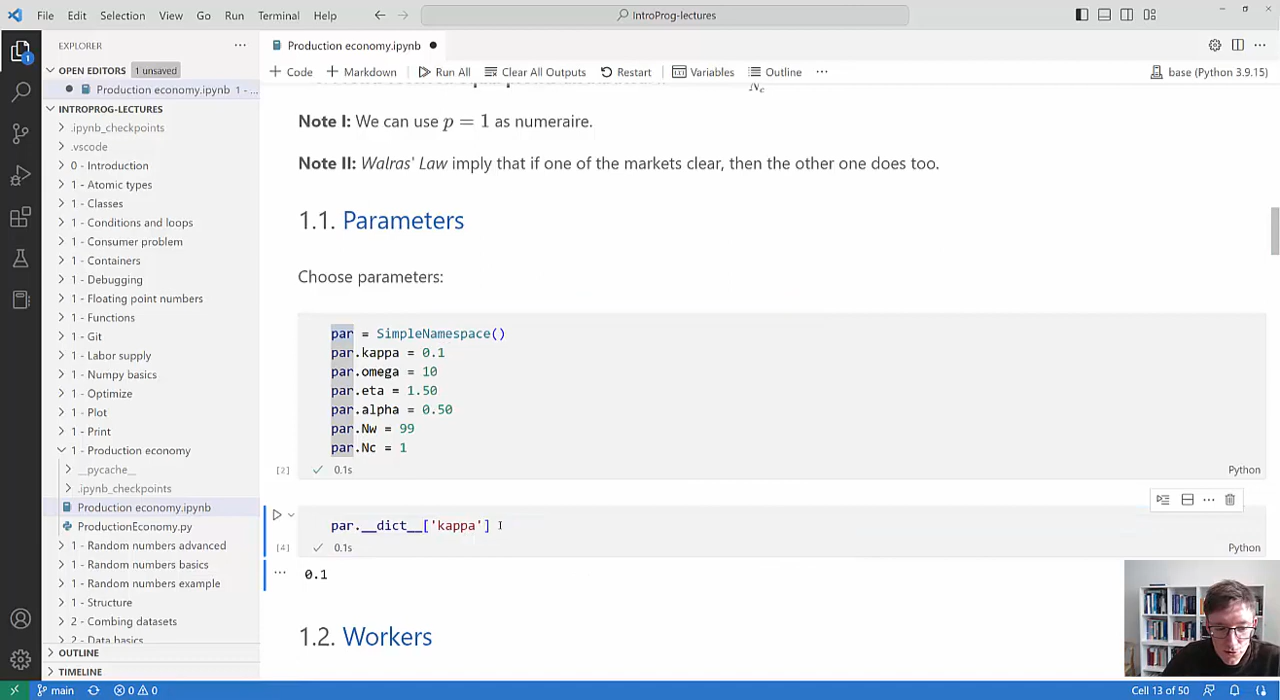 File Edit Selection View Go Run Terminal Help IntroProg-lectures
EXPLORER
OPEN EDITORS 1 unsaved
Production economy.ipynb 1 - ...
INTROPROG-LECTURES
.ipynb_checkpoints
.vscode
0 - Introduction
1 - Atomic types
1 - Classes
1 - Conditions and loops
1 - Consumer problem
1 - Containers
1 - Debugging
1 - Floating point numbers
1 - Functions
1 - Git
1 - Labor supply
1 - Numpy basics
1 - Optimize
1 - Plot
1 - Print
1 - Production economy
__pycache__
.ipynb_checkpoints
Production economy.ipynb
ProductionEconomy.py
1 - Random numbers advanced
1 - Random numbers basics
1 - Random numbers example
1 - Structure
2 - Combing datasets
2 - Data basics
OUTLINE
TIMELINE
Production economy.ipynb
+ Code + Markdown Run All Clear All Outputs Restart Variables Outline ... base (Python 3.9.15)
N_c
Note I: We can use p = 1 as numeraire.
Note II: Walras' Law imply that if one of the markets clear, then the other one does too.
1.1. Parameters
Choose parameters:
par = SimpleNamespace()
par.kappa = 0.1
par.omega = 10
par.eta = 1.50
par.alpha = 0.50
par.Nw = 99
par.Nc = 1
[2] 0.1s Python
par.__dict__['kappa']
[4] 0.1s Python
0.1
1.2. Workers
main 0 0 Cell 13 of 50